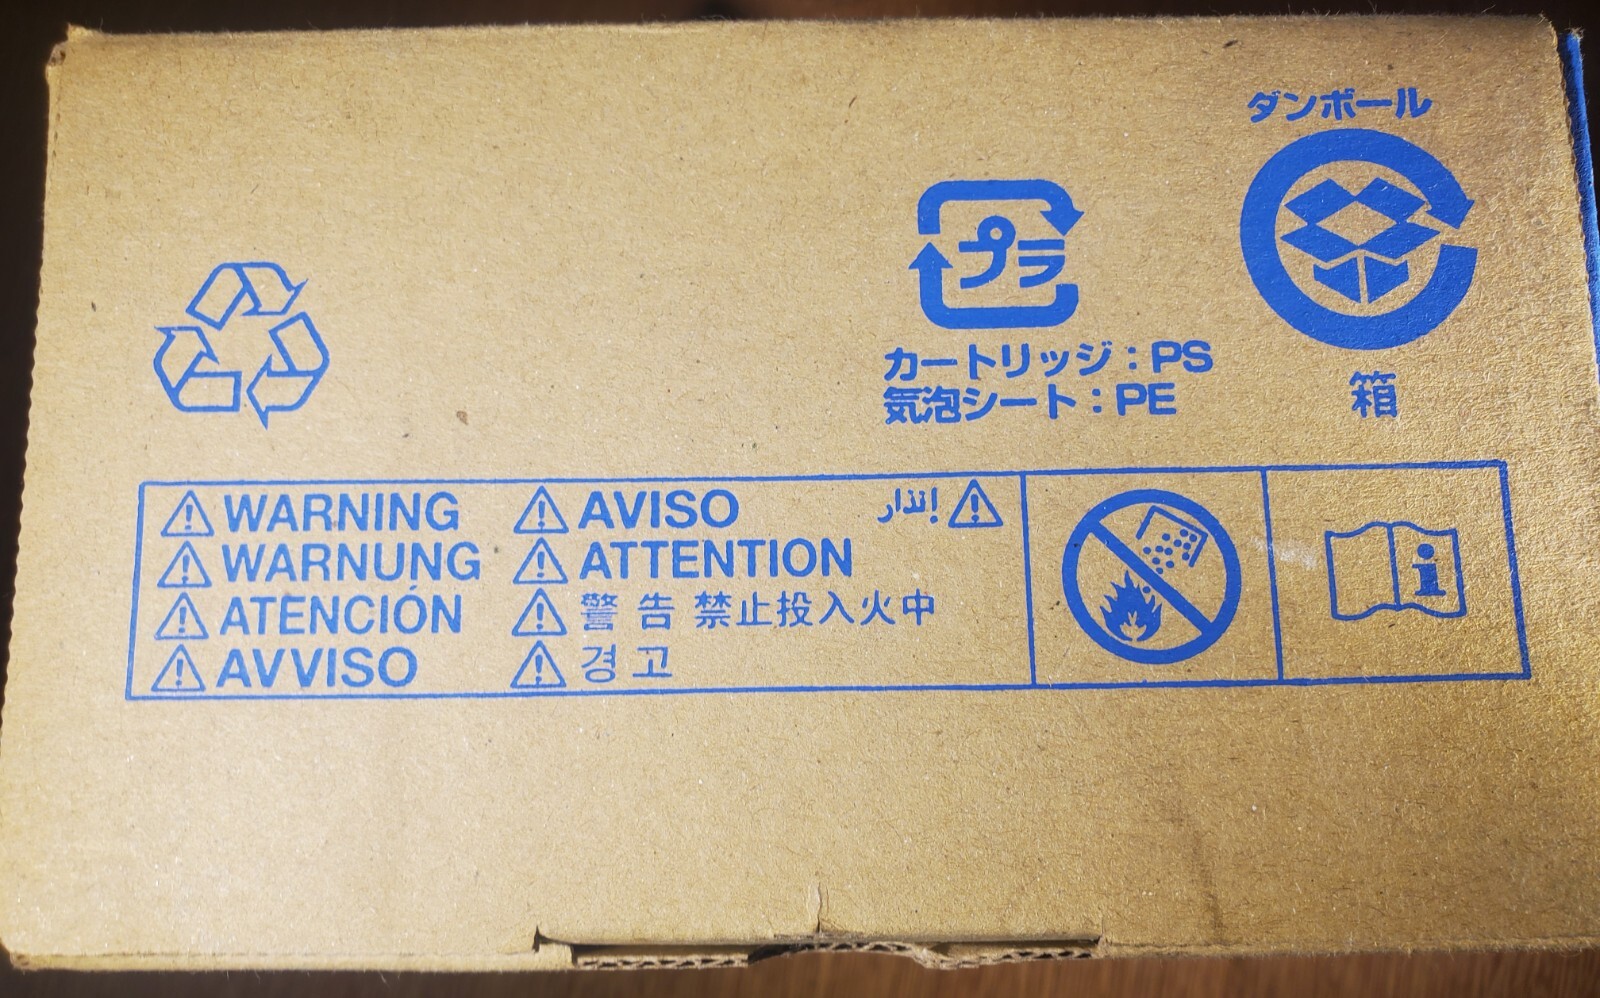 ダンボール
プラ
カートリッジ：PS
気泡シート：PE
箱
WARNING
WARNUNG
ATENCIÓN
AVVISO
AVISO
ATTENTION
警告 禁止投入火中
경고
إنذار